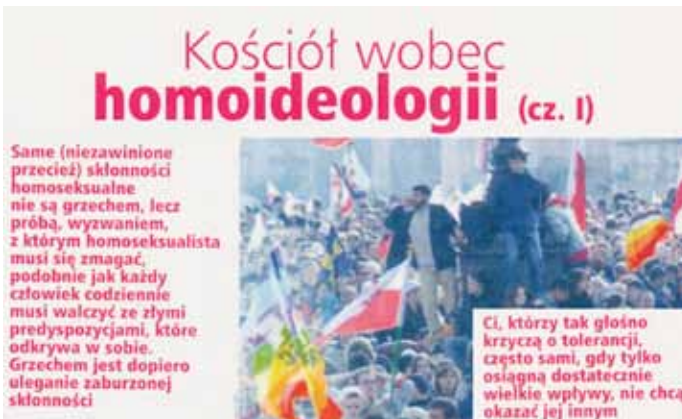 Kościół wobec
homoideologii (cz. I)
Same (niezawinione
przecież) skłonności
homoseksualne
nie są grzechem, lecz
próbą, wyzwaniem,
z którym homoseksualista
musi się zmagać,
podobnie jak każdy
człowiek codziennie
musi walczyć ze złymi
predyspozycjami, które
odkrywa w sobie.
Grzechem jest dopiero
uleganie zaburzonej
skłonności
Ci, którzy tak głośno
krzyczą o tolerancji,
często sami, gdy tylko
osiągną dostatecznie
wielkie wpływy, nie chcą
okazać jej innym